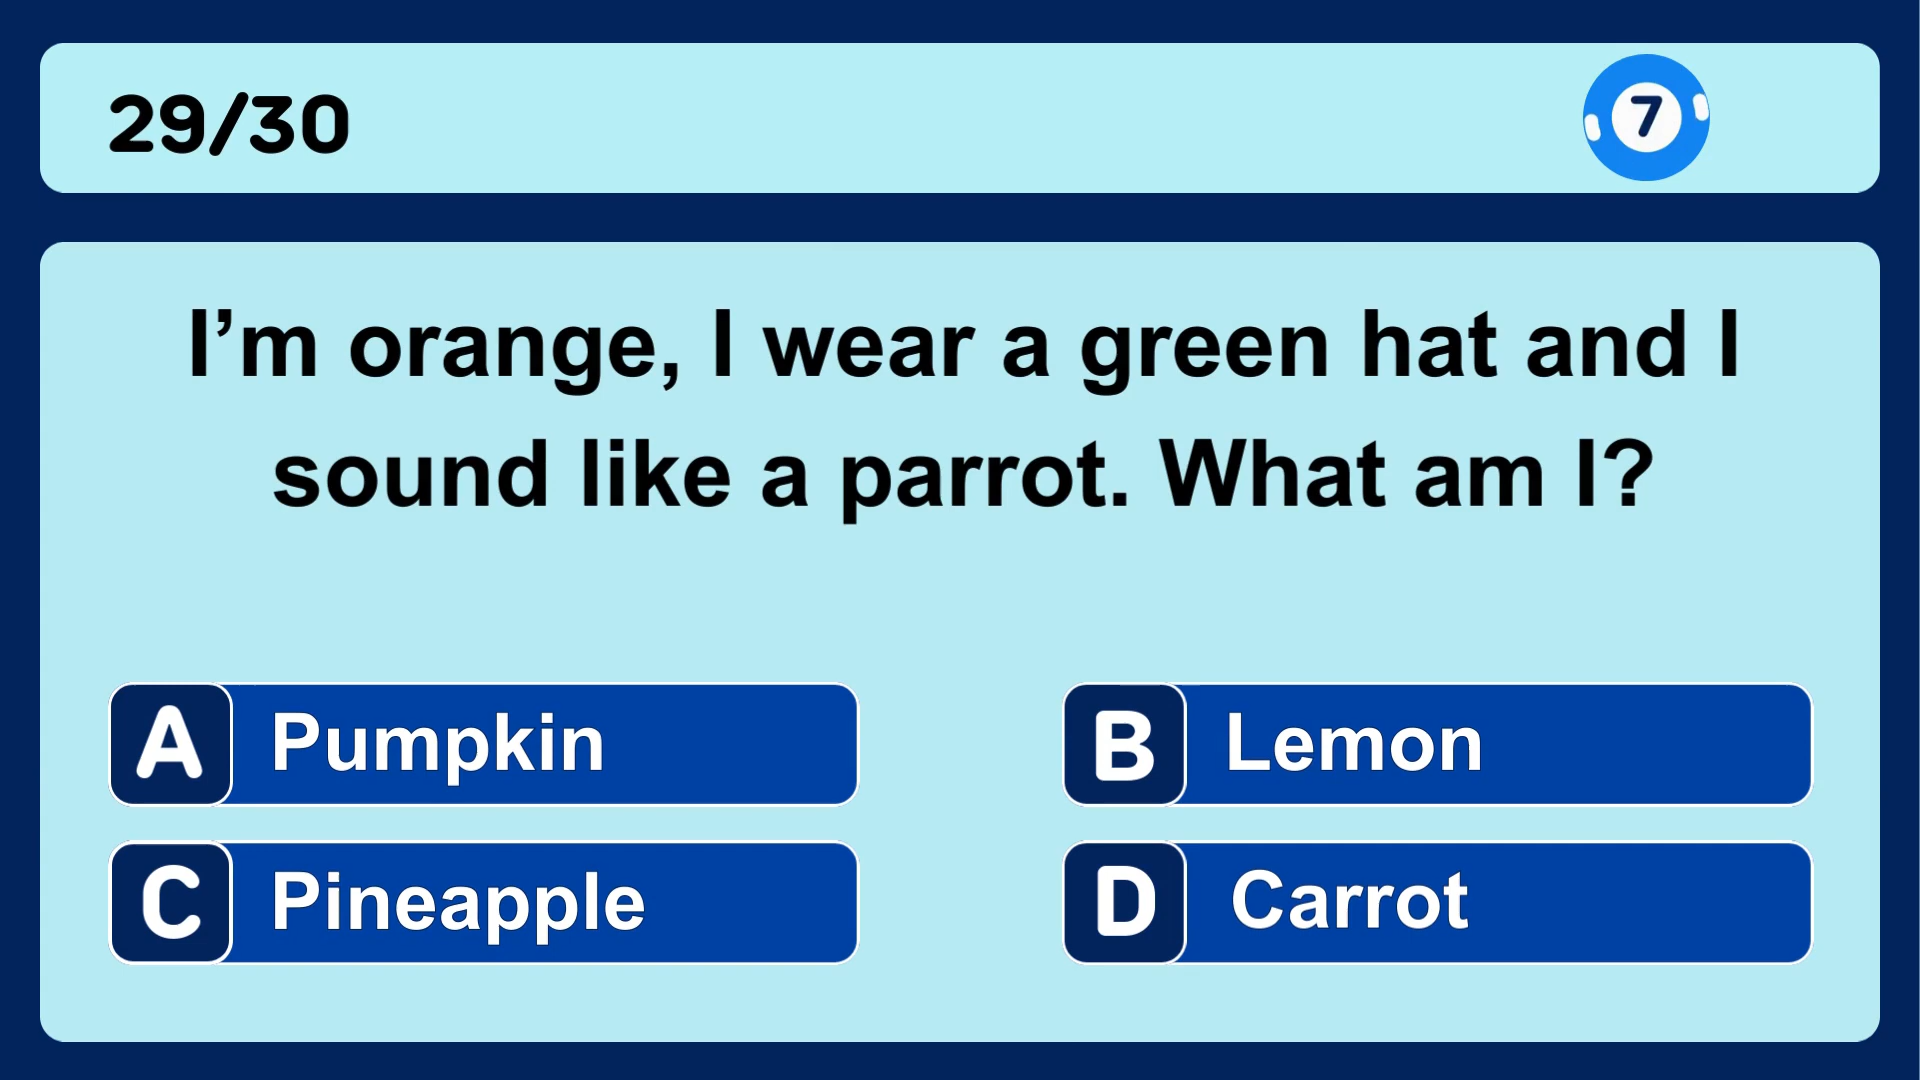 29/30
7
I’m orange, I wear a green hat and I
sound like a parrot. What am I?
A Pumpkin
B Lemon
C Pineapple
D Carrot